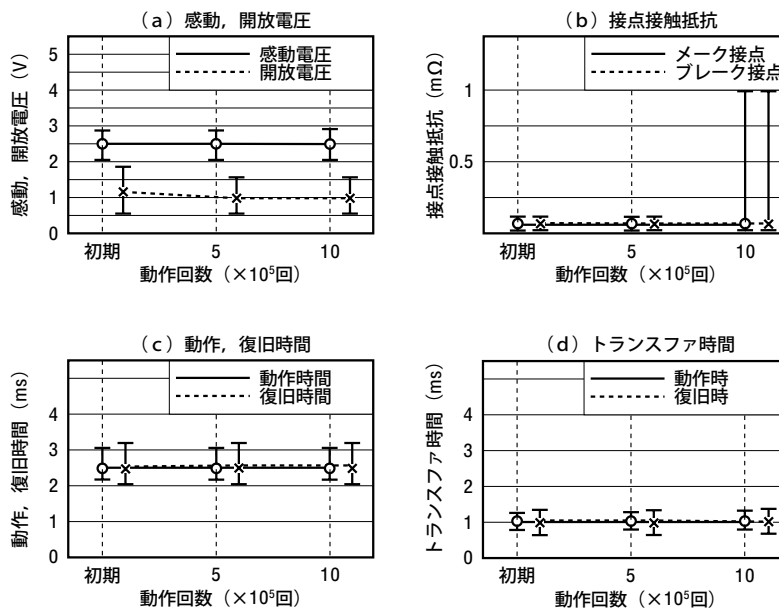 (a) 感動,開放電圧
感動電圧
開放電圧
感動,開放電圧 (V)
5
4
3
2
1
0
初期
5
10
動作回数 (×10⁵回)
(b) 接点接触抵抗
メーク接点
ブレーク接点
接点接触抵抗 (mΩ)
1
0.5
0
初期
5
10
動作回数 (×10⁵回)
(c) 動作,復旧時間
動作時間
復旧時間
動作,復旧時間 (ms)
4
3
2
1
0
初期
5
10
動作回数 (×10⁵回)
(d) トランスファ時間
動作時
復旧時
トランスファ時間 (ms)
4
3
2
1
0
初期
5
10
動作回数 (×10⁵回)